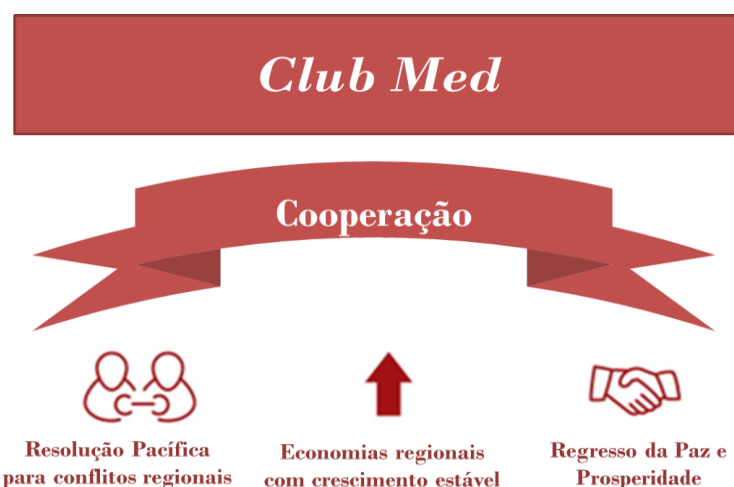 Club Med
Cooperação
Resolução Pacífica
para conflitos regionais
Economias regionais
com crescimento estável
Regresso da Paz e
Prosperidade